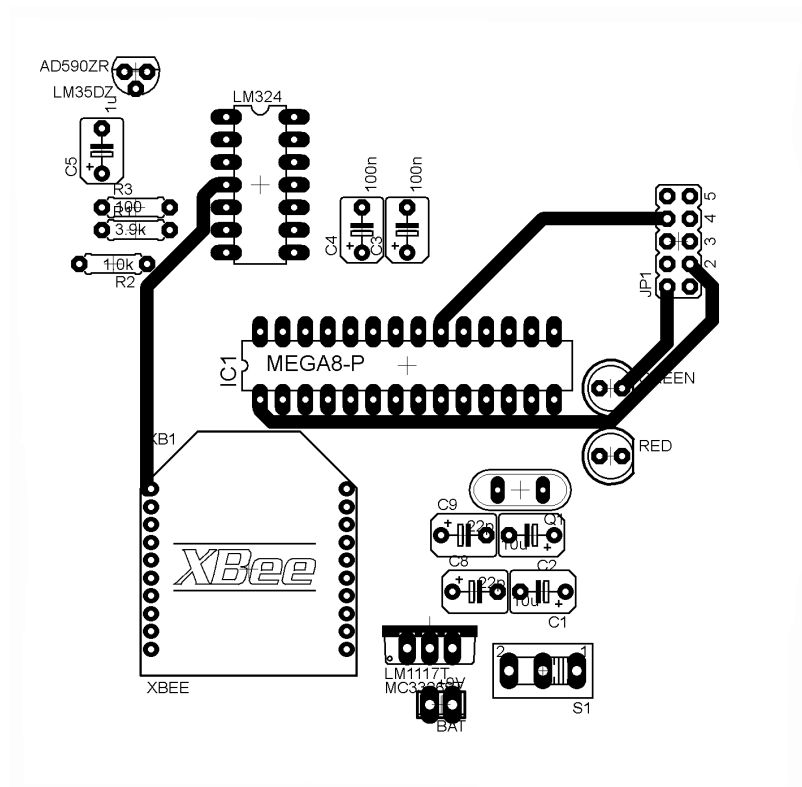 AD590ZR
LM35DZ
1u
C5
LM324
R3
100
R1
3.9k
10k
R2
100n
100n
C4
C3
5
4
3
2
JP1
IC1
MEGA8-P
GREEN
RED
XB1
XBee
XBEE
C9
22p
10u
Q1
C8
22p
10u
C2
C1
LM1117T
10V
BAT
2
1
S1